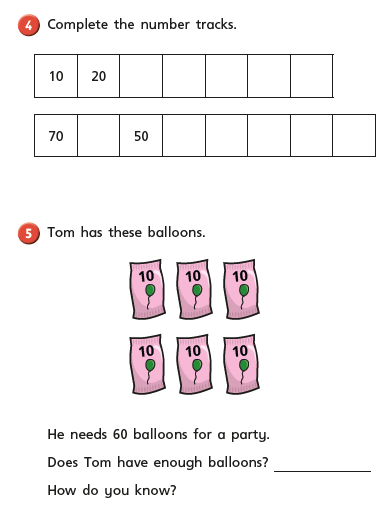 4 Complete the number tracks.
10 20
70 50
5 Tom has these balloons.
10 10 10
10 10 10
He needs 60 balloons for a party.
Does Tom have enough balloons?
How do you know?